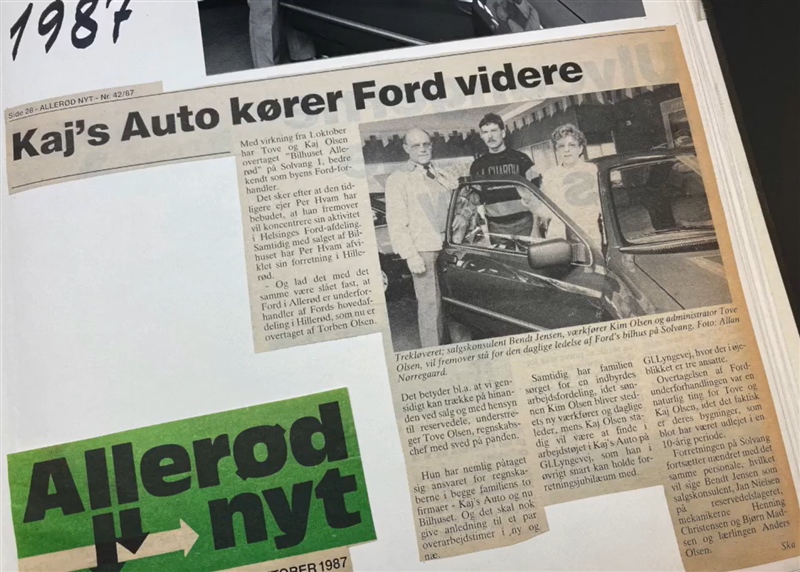 1987
Side 28 - ALLERØD NYT - Nr. 42/87
Kaj's Auto kører Ford videre
Med virkning fra 1.oktober
har Tove og Kaj Olsen
overtaget "Bilhuset Alle-
rød" på Solvang 1, bedre
kendt som byens Ford-for-
handler.
Det sker efter at den tid-
ligere ejer Per Hvam har
bebudet, at han fremover
vil koncentrere sin aktivitet
i Helsinges Ford-afdeling.
Samtidig med salget af Bil-
huset har Per Hvam afvi-
klet sin forretning i Hille-
rød.
- Og lad det med det
samme være slået fast, at
Ford i Allerød er underfor-
handler af Fords hovedaf-
deling i Hillerød, som nu er
overtaget af Torben Olsen.
Trekløveret; salgskonsulent Bendt Jensen, værkfører Kim Olsen og administrator Tove
Olsen, vil fremover stå for den daglige ledelse af Ford's bilhus på Solvang. Foto: Allan
Nørregaard.
Det betyder bl.a. at vi gen-
sidigt kan trække på hinan-
den ved salg og med hensyn
til reservedele, understre-
ger Tove Olsen, regnskabs-
chef med sved på panden.
Hun har nemlig påtaget
sig ansvaret for regnska-
berne i begge familiens to
firmaer - Kaj's Auto og nu
Bilhuset. Og det skal nok
give anledning til et par
overarbejdstimer i ny og
næ.
Samtidig har familien
sørget for en indbyrdes
arbejdsfordeling, idet søn-
nen Kim Olsen bliver sted-
ets ny værkfører og daglige
leder, mens Kaj Olsen sta-
dig vil være at finde i
arbejdstøjet i Kaj's Auto på
Gl.Lyngevej, som han i
øvrigt snart kan holde for-
retningsjubilæum med.
Gl.Lyngevej, hvor der i øje-
blikket er tre ansatte.
Overtagelsen af Ford-
underforhandlingen var en
naturlig ting for Tove og
Kaj Olsen, idet det faktisk
er deres bygninger, som
blot har været udlejet i en
10-årig periode.
Forretningen på Solvang
fortsætter uændret med det
samme personale, hvilket
vil sige Bendt Jensen som
salgskonsulent, Jan Nielsen
på reservedelslageret,
mekanikerne Henning
Christensen og Bjørn Mad-
sen og lærlingen Anders
Olsen.
Ska
Allerød
nyt
TOBER 1987